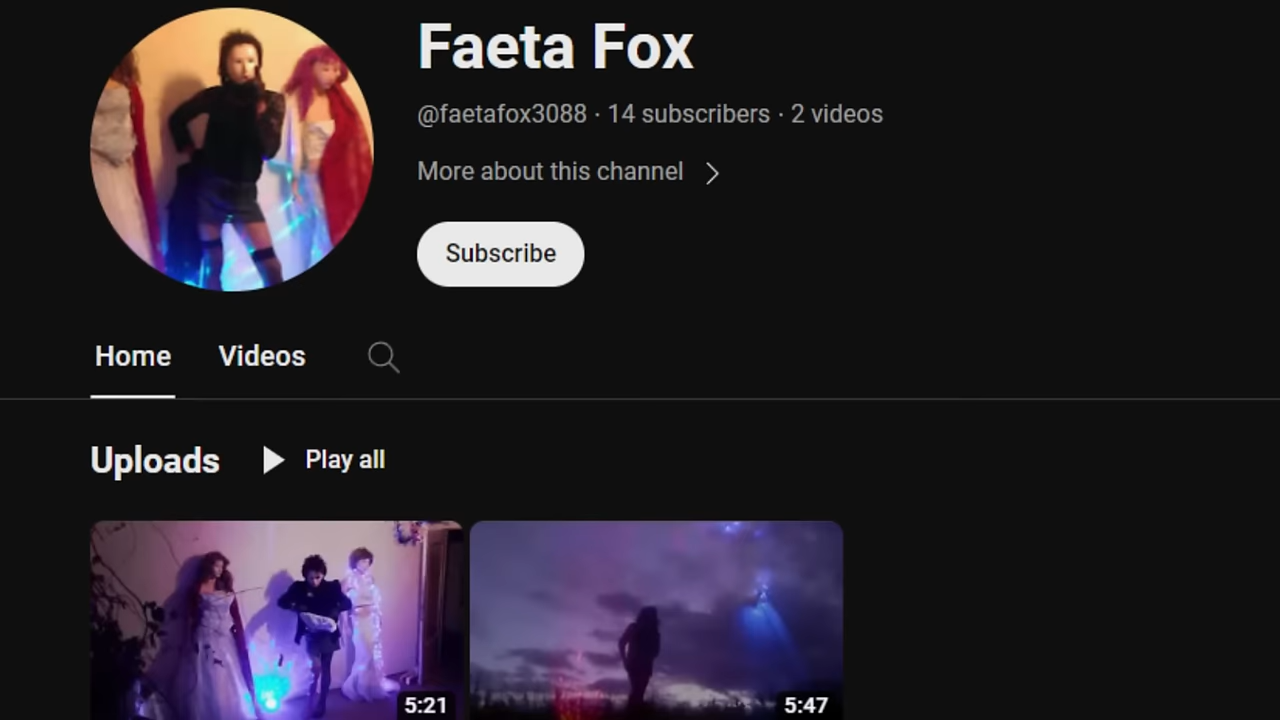 Faeta Fox
@faetafox3088 · 14 subscribers · 2 videos
More about this channel
Subscribe
Home Videos
Uploads Play all
5:21 5:47